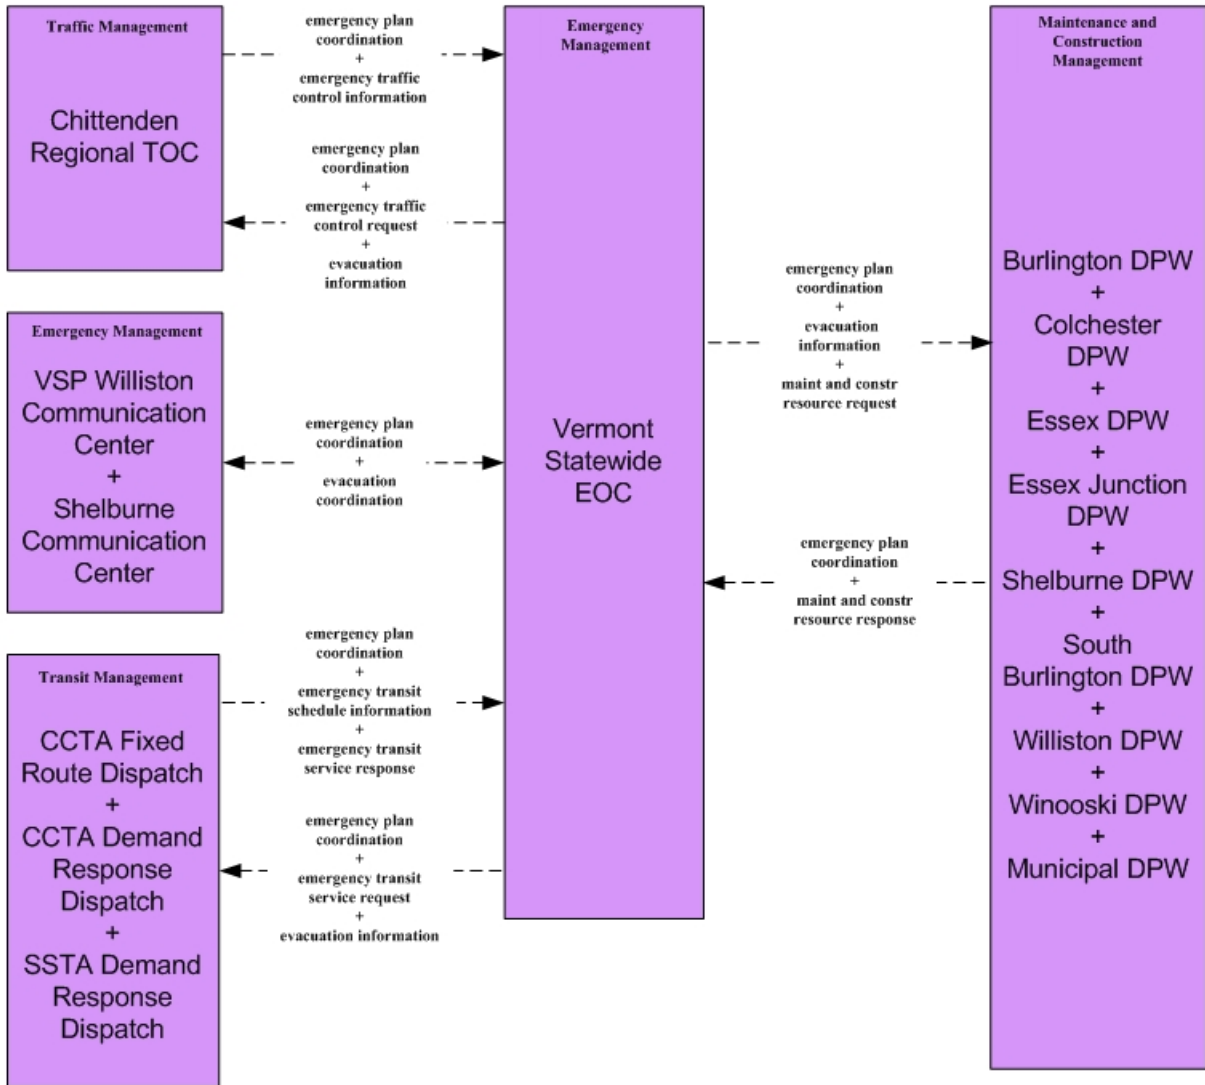 Traffic Management
Chittenden
Regional TOC
emergency plan
coordination
+
emergency traffic
control information
emergency plan
coordination
+
emergency traffic
control request
+
evacuation
information
Emergency Management
VSP Williston
Communication
Center
+
Shelburne
Communication
Center
emergency plan
coordination
+
evacuation
coordination
Transit Management
CCTA Fixed
Route Dispatch
+
CCTA Demand
Response
Dispatch
+
SSTA Demand
Response
Dispatch
emergency plan
coordination
+
emergency transit
schedule information
+
emergency transit
service response
emergency plan
coordination
+
emergency transit
service request
+
evacuation information
Emergency
Management
Vermont
Statewide
EOC
emergency plan
coordination
+
evacuation
information
+
maint and constr
resource request
emergency plan
coordination
+
maint and constr
resource response
Maintenance and
Construction
Management
Burlington DPW
+
Colchester
DPW
+
Essex DPW
+
Essex Junction
DPW
+
Shelburne DPW
+
South
Burlington DPW
+
Williston DPW
+
Winooski DPW
+
Municipal DPW